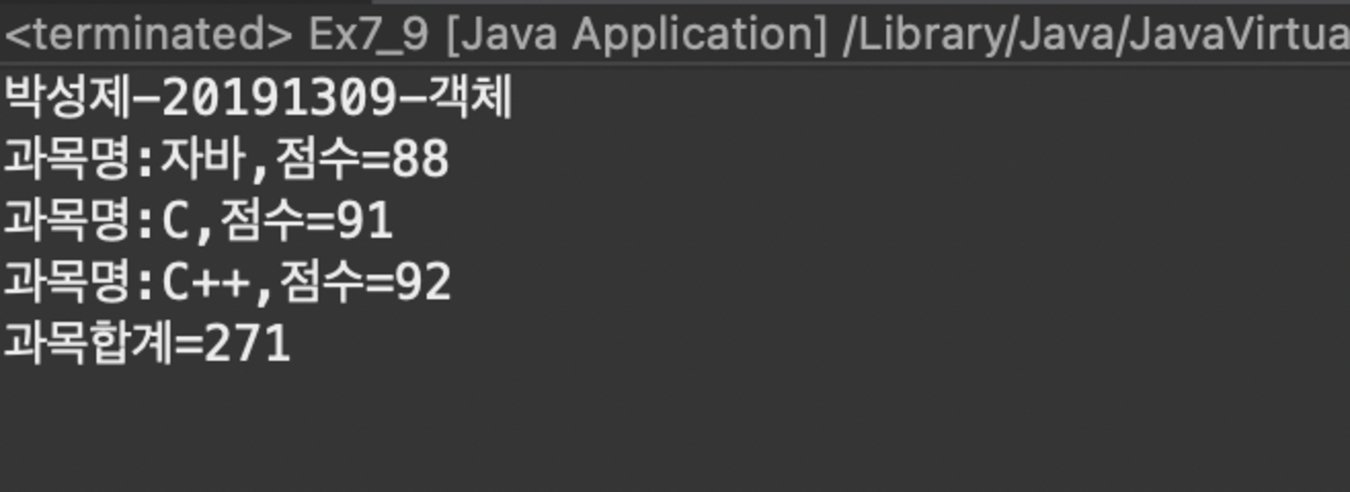 <terminated> Ex7_9 [Java Application] /Library/Java/JavaVirtua
박성제-20191309-객체
과목명:자바,점수=88
과목명:C,점수=91
과목명:C++,점수=92
과목합계=271